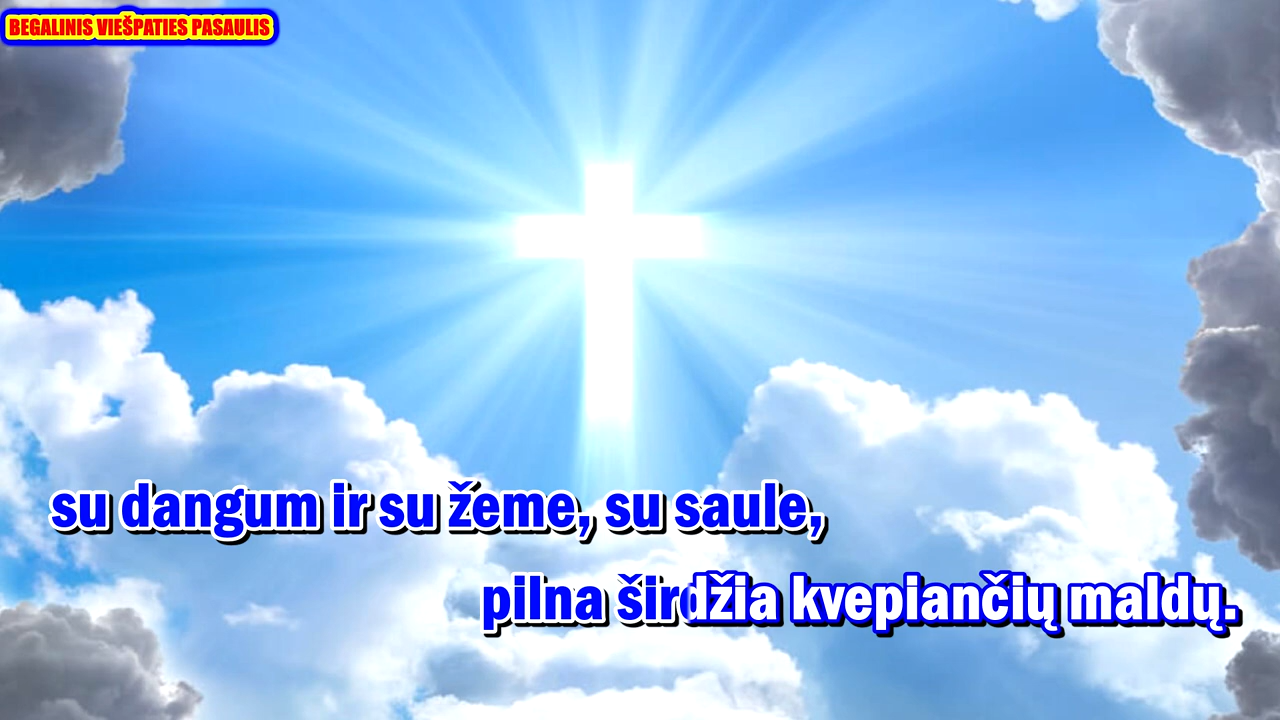 BEGALINIS VIEŠPATIES PASAULIS
su dangum ir su žeme, su saule,
pilna širdžia kvepiančių maldų.